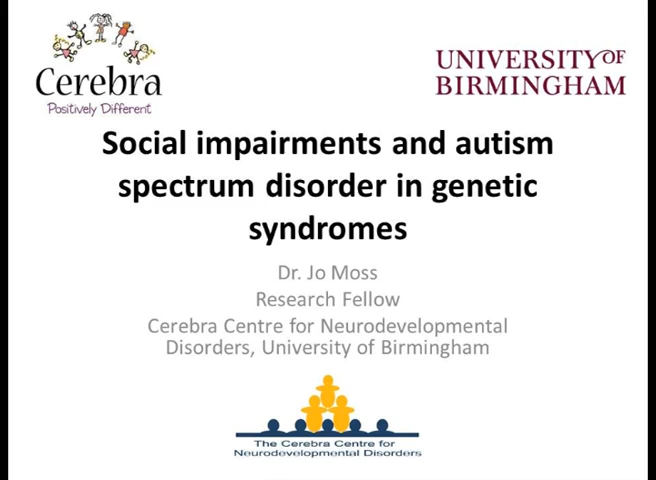 Cerebra
Positively Different
UNIVERSITY OF
BIRMINGHAM
Social impairments and autism
spectrum disorder in genetic
syndromes
Dr. Jo Moss
Research Fellow
Cerebra Centre for Neurodevelopmental
Disorders, University of Birmingham
The Cerebra Centre for
Neurodevelopmental Disorders